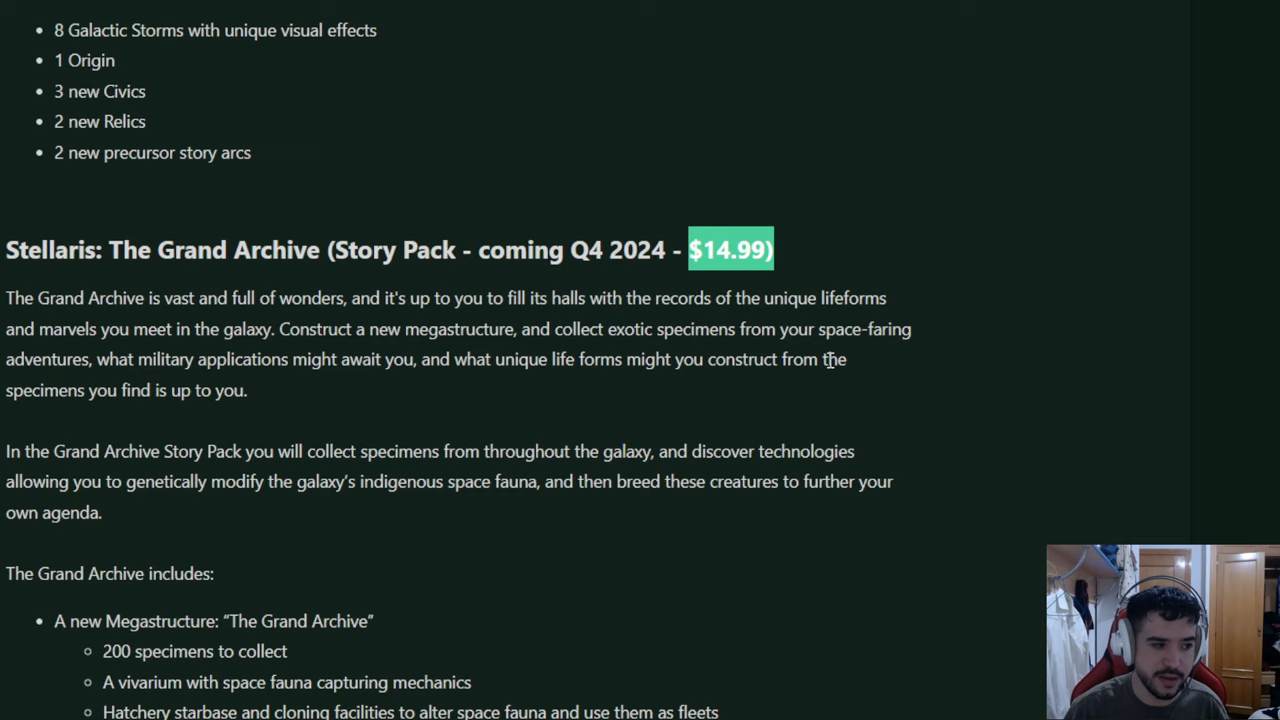 8 Galactic Storms with unique visual effects
1 Origin
3 new Civics
2 new Relics
2 new precursor story arcs
Stellaris: The Grand Archive (Story Pack - coming Q4 2024 - $14.99)
The Grand Archive is vast and full of wonders, and it's up to you to fill its halls with the records of the unique lifeforms
and marvels you meet in the galaxy. Construct a new megastructure, and collect exotic specimens from your space-faring
adventures, what military applications might await you, and what unique life forms might you construct from the
specimens you find is up to you.
In the Grand Archive Story Pack you will collect specimens from throughout the galaxy, and discover technologies
allowing you to genetically modify the galaxy’s indigenous space fauna, and then breed these creatures to further your
own agenda.
The Grand Archive includes:
A new Megastructure: “The Grand Archive”
200 specimens to collect
A vivarium with space fauna capturing mechanics
Hatchery starbase and cloning facilities to alter space fauna and use them as fleets